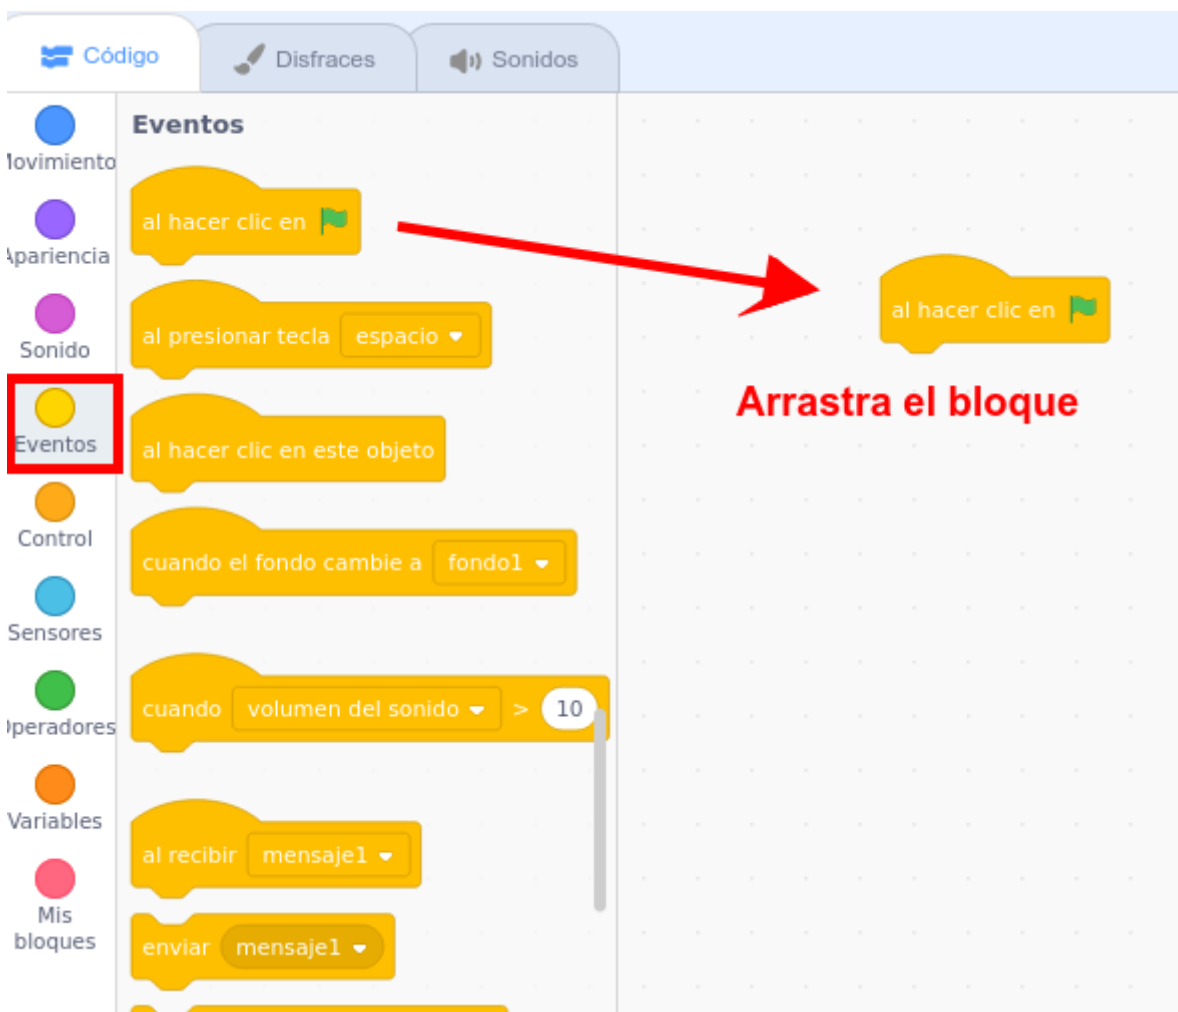 Código
Disfraces
Sonidos
Eventos
Movimiento
al hacer clic en
Apariencia
al hacer clic en
al presionar tecla espacio
Sonido
Arrastra el bloque
Eventos
al hacer clic en este objeto
Control
cuando el fondo cambie a fondo1
Sensores
cuando volumen del sonido > 10
Operadores
Variables
al recibir mensaje1
Mis
bloques
enviar mensaje1